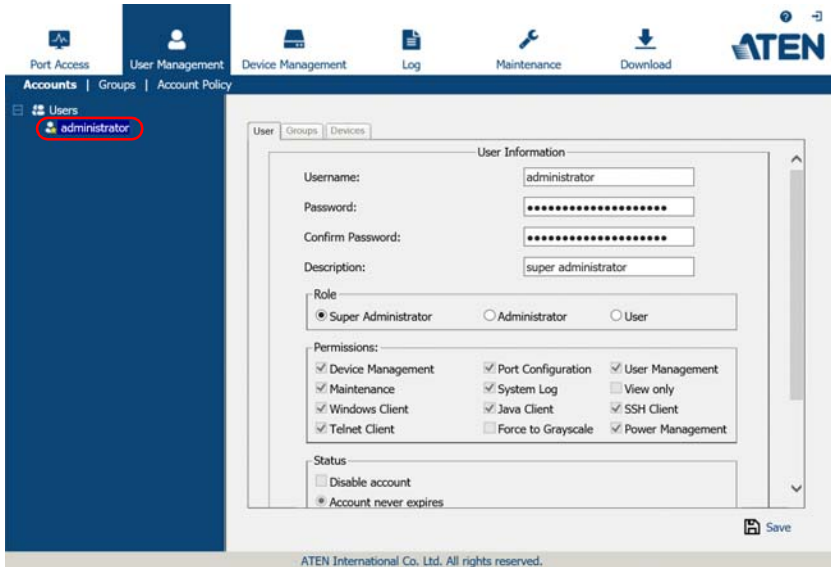 Port Access
User Management
Device Management
Log
Maintenance
Download
ATEN
Accounts | Groups | Account Policy
Users
administrator
User Groups Devices
User Information
Username: administrator
Password: ••••••••••••••••••••
Confirm Password: ••••••••••••••••••••
Description: super administrator
Role
Super Administrator Administrator User
Permissions:
Device Management Port Configuration User Management
Maintenance System Log View only
Windows Client Java Client SSH Client
Telnet Client Force to Grayscale Power Management
Status
Disable account
Account never expires
Save
ATEN International Co. Ltd. All rights reserved.